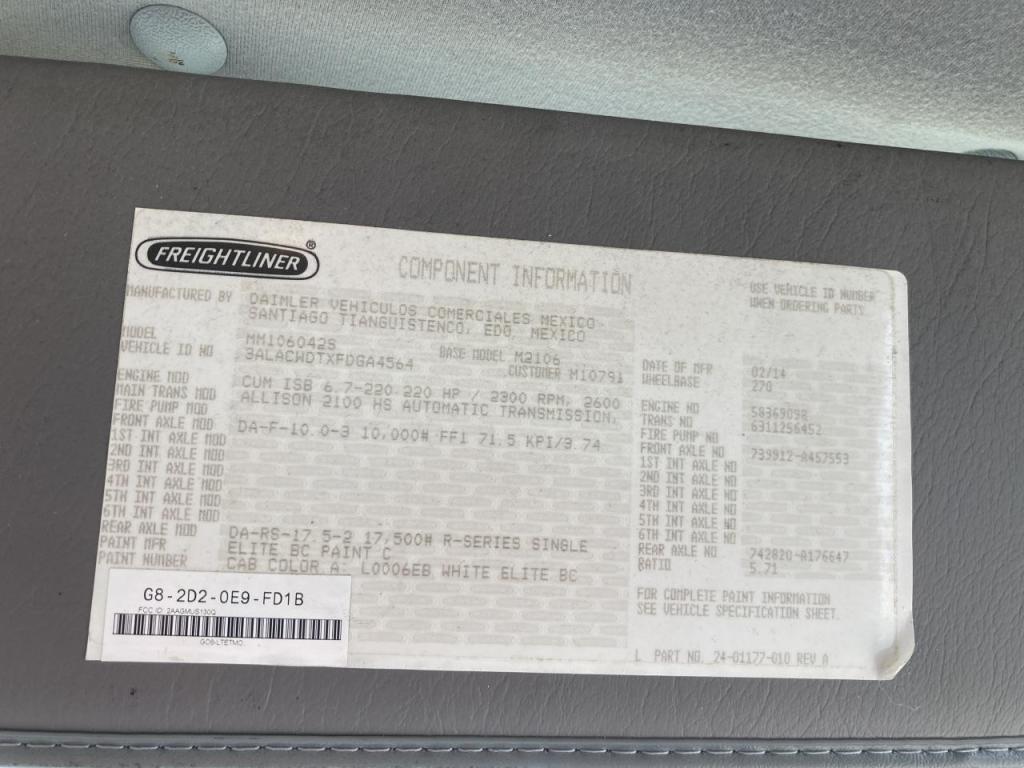 FREIGHTLINER®
COMPONENT INFORMATION
USE VEHICLE ID NUMBER
WHEN ORDERING PARTS
MANUFACTURED BY DAIMLER VEHICULOS COMERCIALES MEXICO
SANTIAGO TIANGUISTENCO, EDO, MEXICO
MODEL MM106042S BASE MODEL M2106
VEHICLE ID NO 3ALACWDTXFDGA4564 CUSTOMER M10791
DATE OF MFR 02/14
WHEELBASE 270
ENGINE MOD CUM ISB 6.7-220 220 HP / 2300 RPM, 2600
MAIN TRANS MOD ALLISON 2100 HS AUTOMATIC TRANSMISSION,
FIRE PUMP MOD
FRONT AXLE MOD DA-F-10.0-3 10,000# FF1 71.5 KPI/3.74
1ST INT AXLE MOD
2ND INT AXLE MOD
3RD INT AXLE MOD
4TH INT AXLE MOD
5TH INT AXLE MOD
6TH INT AXLE MOD
REAR AXLE MOD DA-RS-17.5-2 17,500# R-SERIES SINGLE
PAINT MFR ELITE BC PAINT C
PAINT NUMBER CAB COLOR A: L0006EB WHITE ELITE BC
ENGINE NO
TRANS NO 6311256452
FIRE PUMP NO
FRONT AXLE NO 739912-A457553
1ST INT AXLE NO
2ND INT AXLE NO
3RD INT AXLE NO
4TH INT AXLE NO
5TH INT AXLE NO
6TH INT AXLE NO
REAR AXLE NO 742820-A176647
RATIO 5.71
FOR COMPLETE PAINT INFORMATION
SEE VEHICLE SPECIFICATION SHEET.
L PART NO. 24-01177-010 REV A
G8-2D2-0E9-FD1B
FCC ID: 2AAGMUS130Q